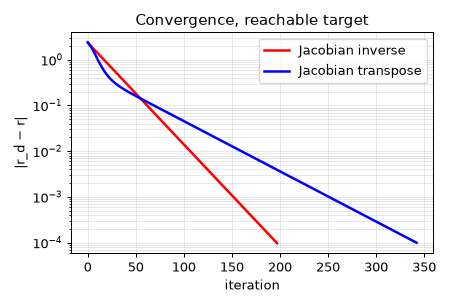 Convergence, reachable target
Jacobian inverse
Jacobian transpose
|r_d − r|
10⁰
10⁻¹
10⁻²
10⁻³
10⁻⁴
0 50 100 150 200 250 300 350
iteration